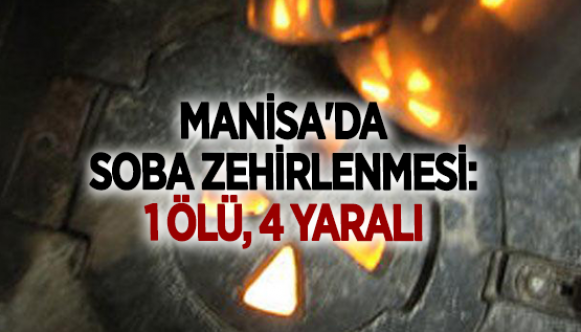 MANİSA'DA
SOBA ZEHİRLENMESİ:
1 ÖLÜ, 4 YARALI